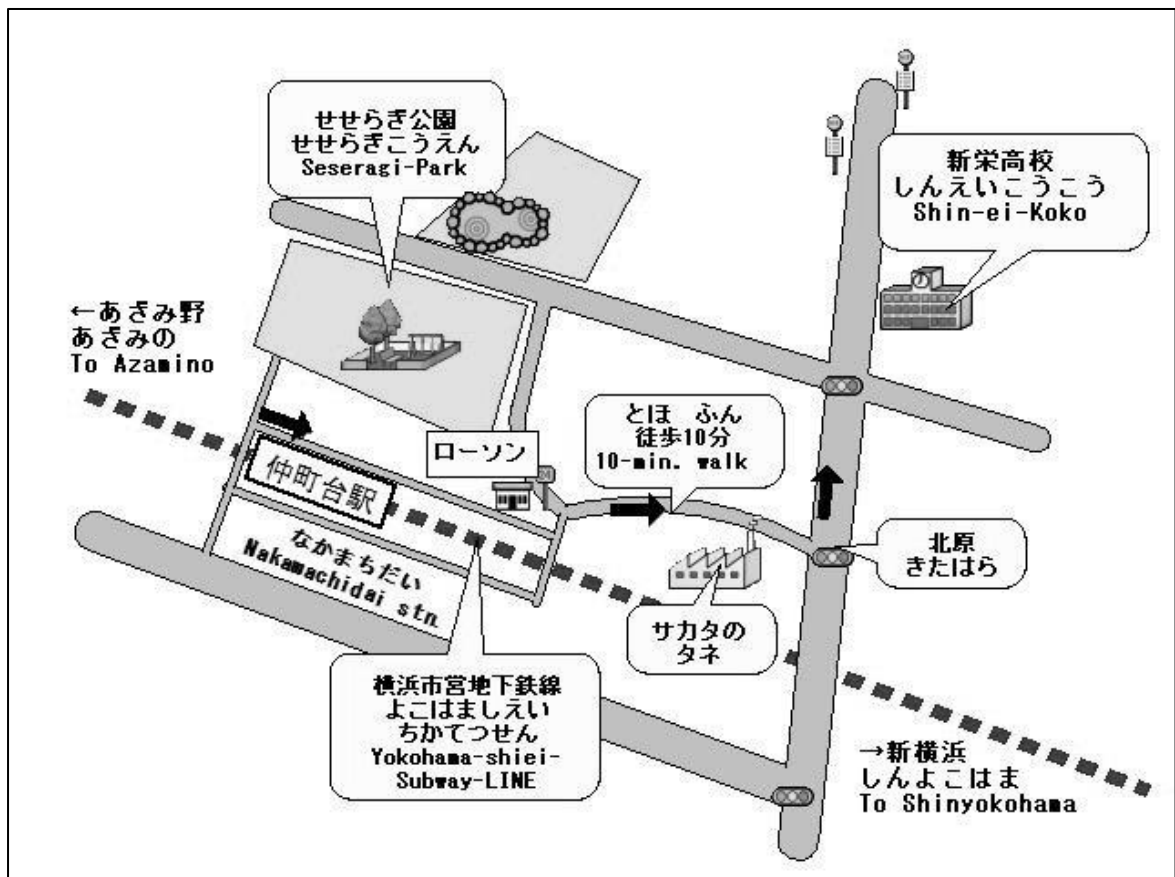 せせらぎ公園
せせらぎこうえん
Seseragi-Park
新栄高校
しんえいこうこう
Shin-ei-Koko
←あざみ野
あざみの
To Azamino
とほ ふん
徒歩10分
10-min. walk
ローソン
仲町台駅
なかまちだい
Nakamachidai stn.
北原
きたはら
サカタの
タネ
横浜市営地下鉄線
よこはましえい
ちかてつせん
Yokohama-shiei-
Subway-LINE
→新横浜
しんよこはま
To Shinyokohama